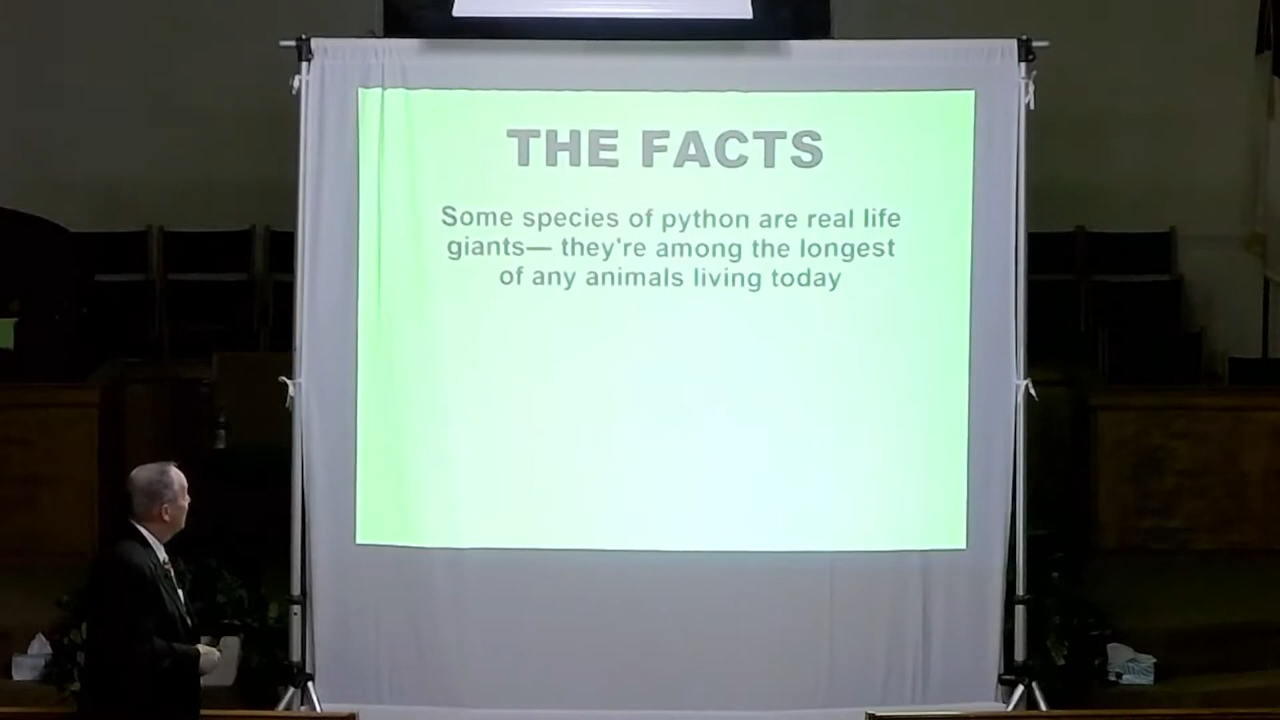 THE FACTS
Some species of python are real life
giants— they're among the longest
of any animals living today